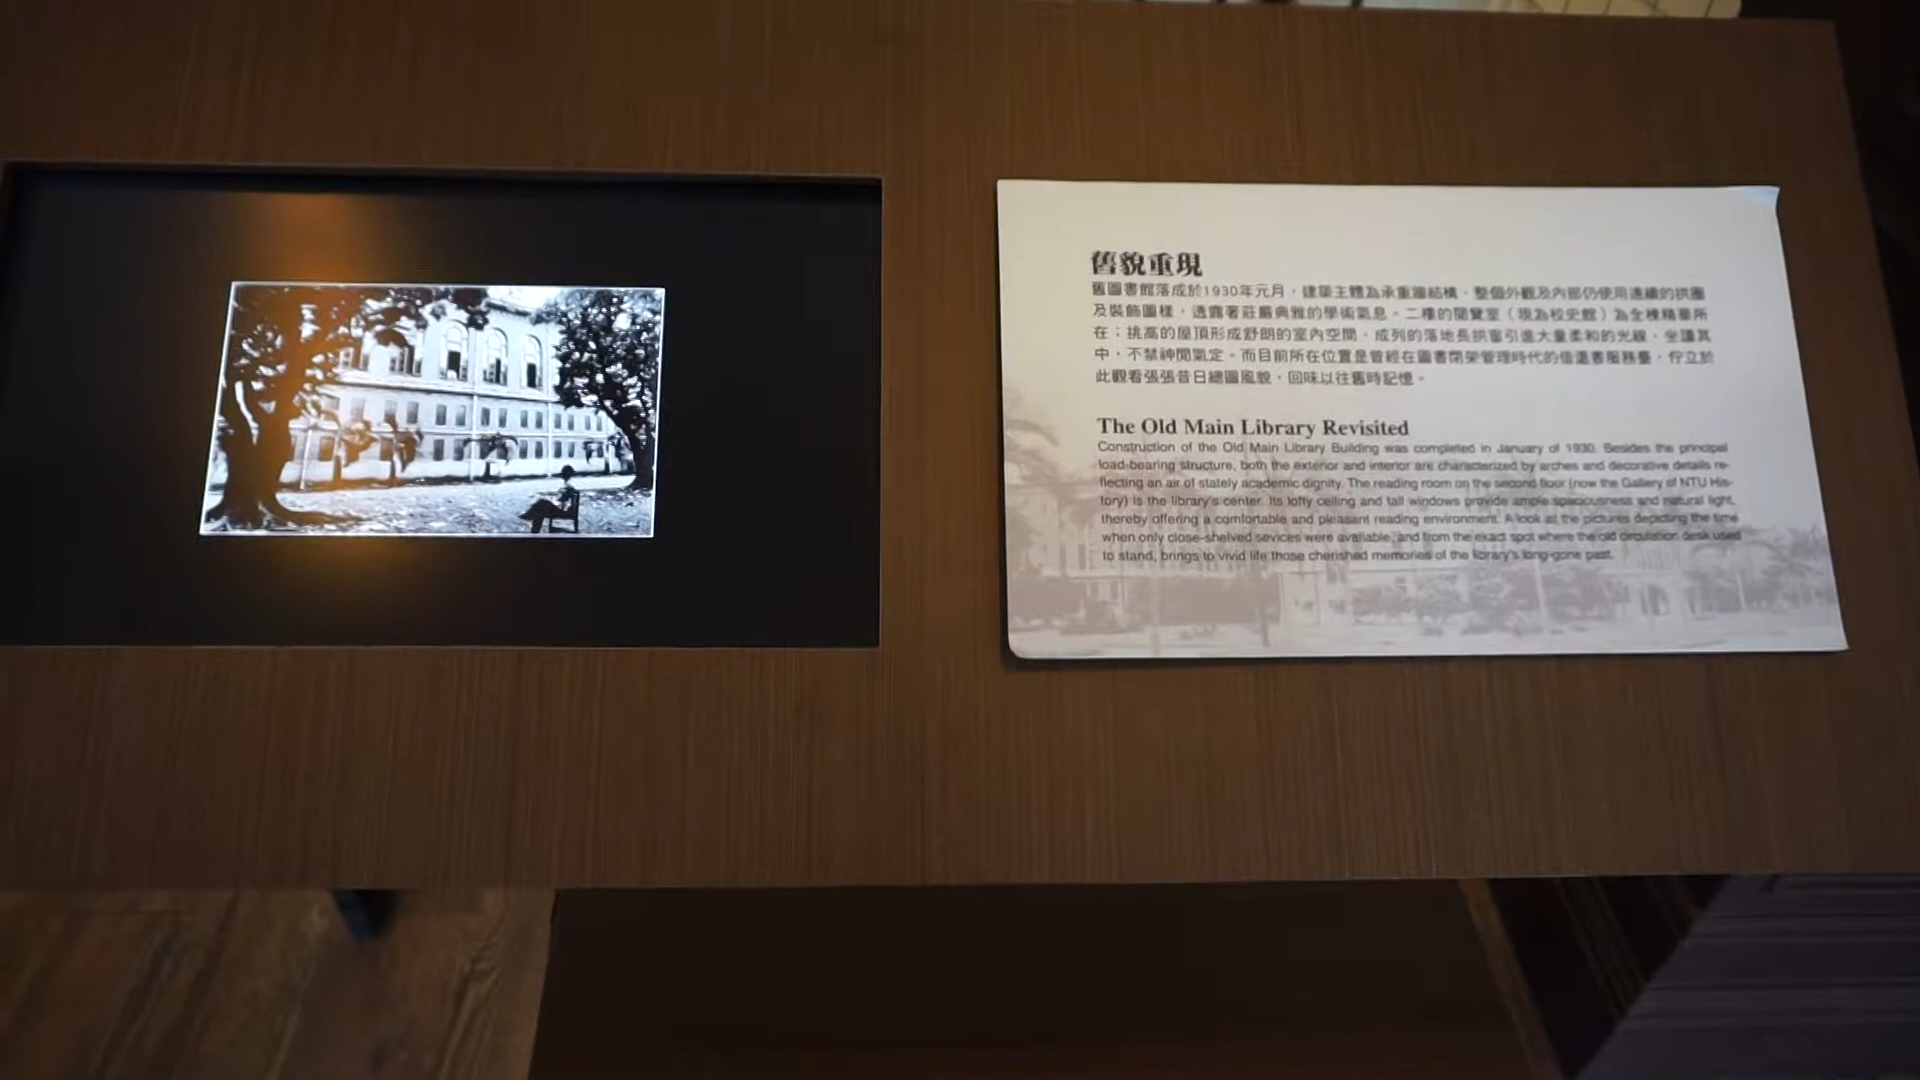 舊貌重現
舊圖書館落成於1930年元月，建築主體為承重牆結構，整個外觀及內部仍使用連續的拱圈
及裝飾圖樣，透露著莊嚴典雅的學術氣息。二樓的閱覽室（現為校史館）為全棟精華所
在；挑高的屋頂形成舒朗的室內空間，成列的落地長拱窗引進大量柔和的光線，坐讀其
中，不禁神閒氣定。而目前所在位置是曾經在圖書閉架管理時代的借還書服務臺，佇立於
此觀看張張昔日總圖風貌，回味以往舊時記憶。
The Old Main Library Revisited
Construction of the Old Main Library Building was completed in January of 1930. Besides the principal
load-bearing structure, both the exterior and interior are characterized by arches and decorative details re-
flecting an air of stately academic dignity. The reading room on the second floor (now the Gallery of NTU His-
tory) is the library's center. Its lofty ceiling and tall windows provide ample spaciousness and natural light,
thereby offering a comfortable and pleasant reading environment. A look at the pictures depicting the time
when only close-shelved sevices were available, and from the exact spot where the old circulation desk used
to stand, brings to vivid life those cherished memories of the library's long-gone past.